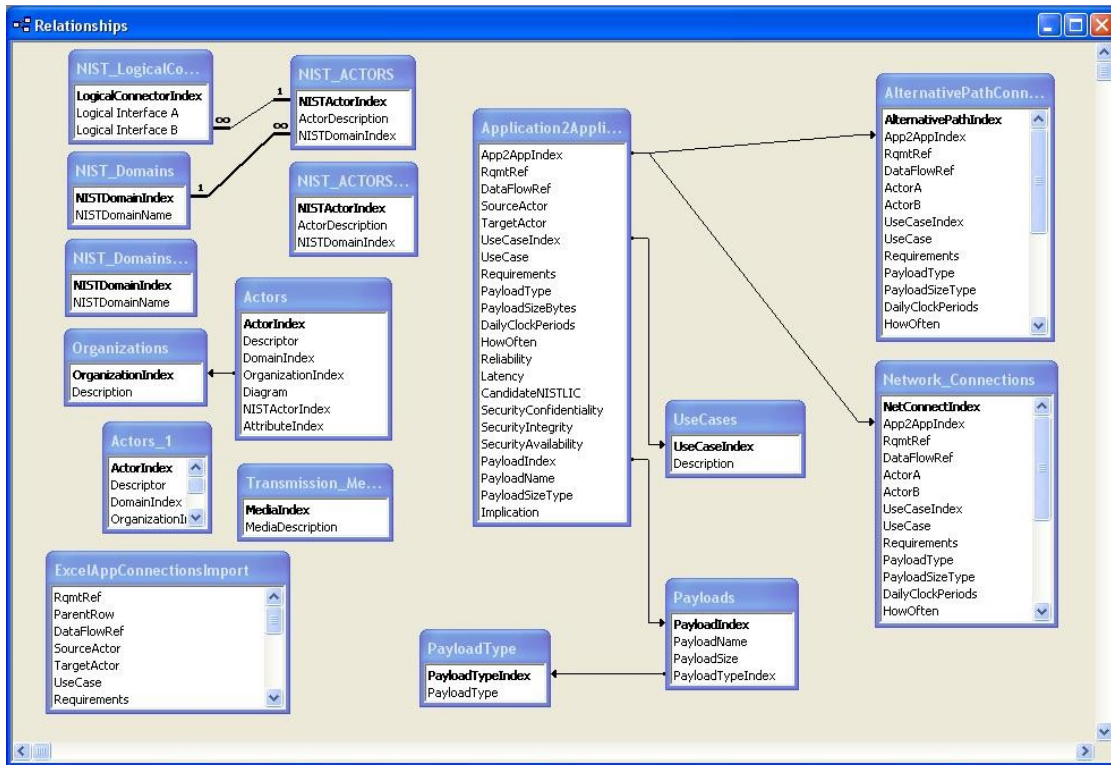 Relationships
NIST_LogicalCo...
LogicalConnectorIndex
Logical Interface A
Logical Interface B
1
∞
∞
1
NIST_ACTORS
NISTActorIndex
ActorDescription
NISTDomainIndex
NIST_Domains
NISTDomainIndex
NISTDomainName
NIST_ACTORS...
NISTActorIndex
ActorDescription
NISTDomainIndex
NIST_Domains...
NISTDomainIndex
NISTDomainName
Organizations
OrganizationIndex
Description
Actors
ActorIndex
Descriptor
DomainIndex
OrganizationIndex
Diagram
NISTActorIndex
AttributeIndex
Actors_1
ActorIndex
Descriptor
DomainIndex
OrganizationI
Transmission_Me...
MediaIndex
MediaDescription
ExcelAppConnectionsImport
RqmtRef
ParentRow
DataFlowRef
SourceActor
TargetActor
UseCase
Requirements
Application2Appli...
App2AppIndex
RqmtRef
DataFlowRef
SourceActor
TargetActor
UseCaseIndex
UseCase
Requirements
PayloadType
PayloadSizeBytes
DailyClockPeriods
HowOften
Reliability
Latency
CandidateNISTLIC
SecurityConfidentiality
SecurityIntegrity
SecurityAvailability
PayloadIndex
PayloadName
PayloadSizeType
Implication
PayloadType
PayloadTypeIndex
PayloadType
UseCases
UseCaseIndex
Description
Payloads
PayloadIndex
PayloadName
PayloadSize
PayloadTypeIndex
AlternativePathConn...
AlternativePathIndex
App2AppIndex
RqmtRef
DataFlowRef
ActorA
ActorB
UseCaseIndex
UseCase
Requirements
PayloadType
PayloadSizeType
DailyClockPeriods
HowOften
Network_Connections
NetConnectIndex
App2AppIndex
RqmtRef
DataFlowRef
ActorA
ActorB
UseCaseIndex
UseCase
Requirements
PayloadType
PayloadSizeType
DailyClockPeriods
HowOften